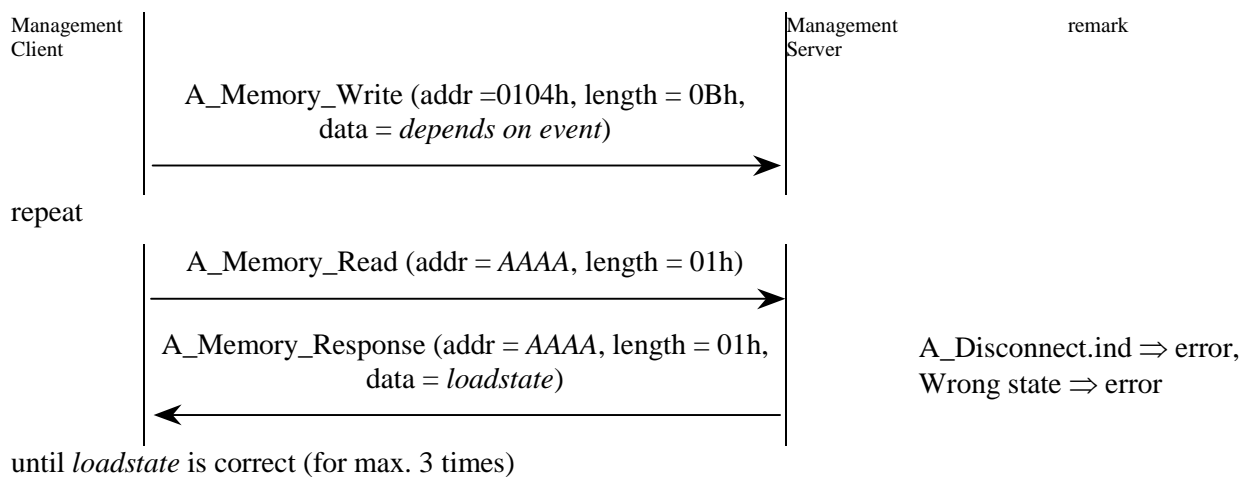 Management Client
Management Server
remark
A_Memory_Write (addr =0104h, length = 0Bh,
data = depends on event)
repeat
A_Memory_Read (addr = AAAA, length = 01h)
A_Memory_Response (addr = AAAA, length = 01h,
data = loadstate)
A_Disconnect.ind ⇒ error,
Wrong state ⇒ error
until loadstate is correct (for max. 3 times)